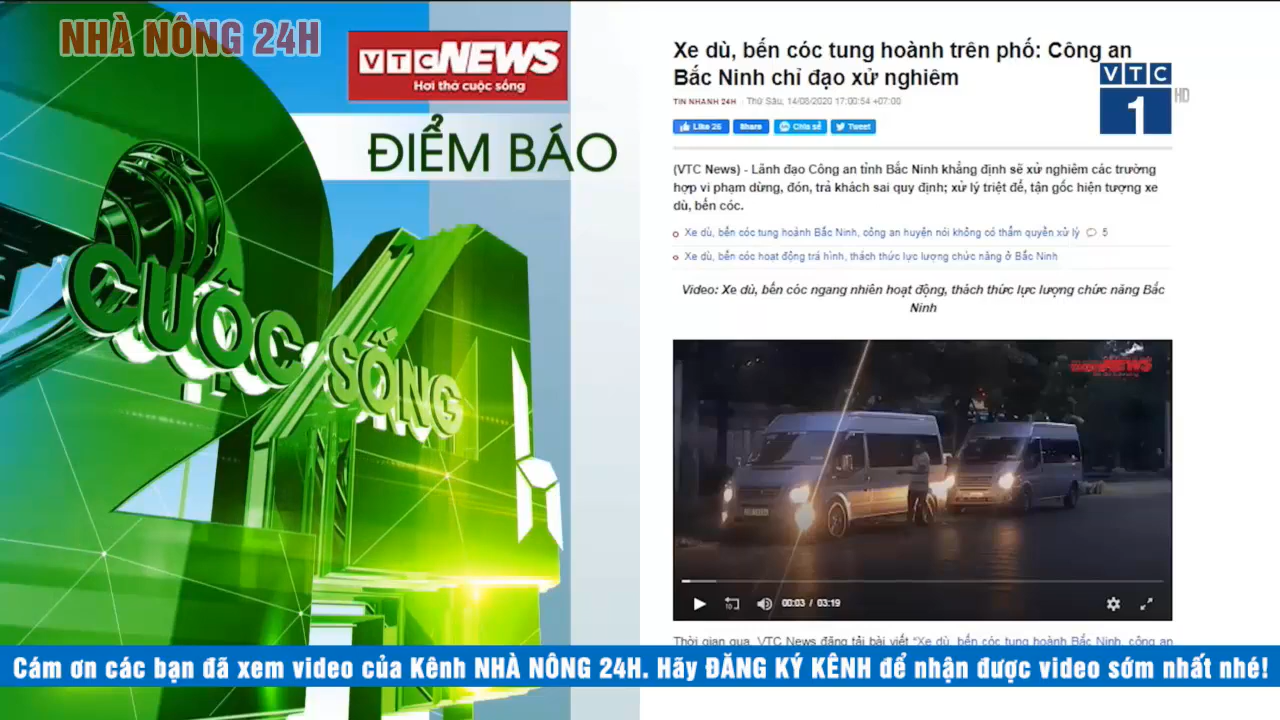 NHÀ NÔNG 24H
VTC NEWS
Hơi thở cuộc sống
ĐIỂM BÁO
CUỘC SỐNG
24
h
Xe dù, bến cóc tung hoành trên phố: Công an
Bắc Ninh chỉ đạo xử nghiêm
VTC
1
HD
TIN NHANH 24H - Thứ Sáu, 14/08/2020 17:00:54 +07:00
Like 26
Share
Chia sẻ
Tweet
(VTC News) - Lãnh đạo Công an tỉnh Bắc Ninh khẳng định sẽ xử nghiêm các trường
hợp vi phạm dừng, đón, trả khách sai quy định; xử lý triệt để, tận gốc hiện tượng xe
dù, bến cóc.
Xe dù, bến cóc tung hoành Bắc Ninh, công an huyện nói không có thẩm quyền xử lý 5
Xe dù, bến cóc hoạt động trá hình, thách thức lực lượng chức năng ở Bắc Ninh
Video: Xe dù, bến cóc ngang nhiên hoạt động, thách thức lực lượng chức năng Bắc
Ninh
NEWS
10
00:03 / 03:19
Thời gian qua, VTC News đăng tải bài viết "Xe dù, bến cóc tung hoành Bắc Ninh, công an
Cám ơn các bạn đã xem video của Kênh NHÀ NÔNG 24H. Hãy ĐĂNG KÝ KÊNH để nhận được video sớm nhất nhé!